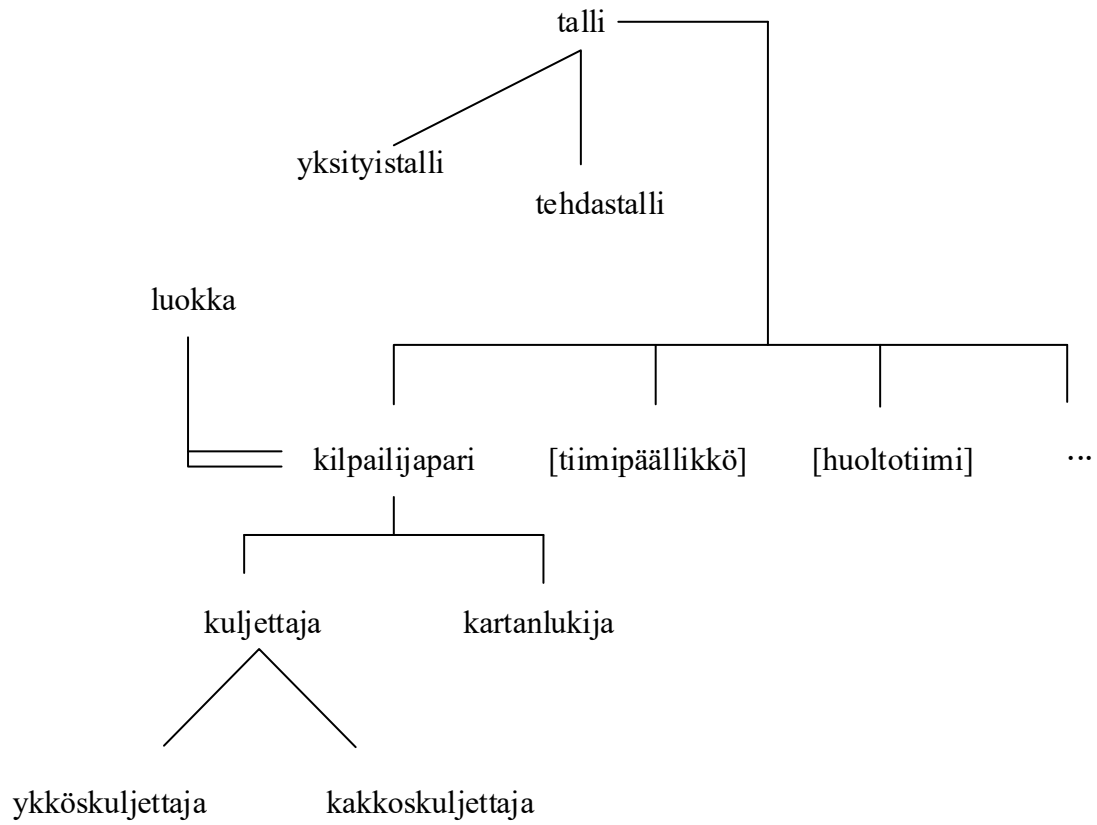 talli
yksityistalli
tehdastalli
luokka
kilpailijapari [tiimipäällikkö] [huoltotiimi] ...
kuljettaja kartanlukija
ykköskuljettaja kakkoskuljettaja